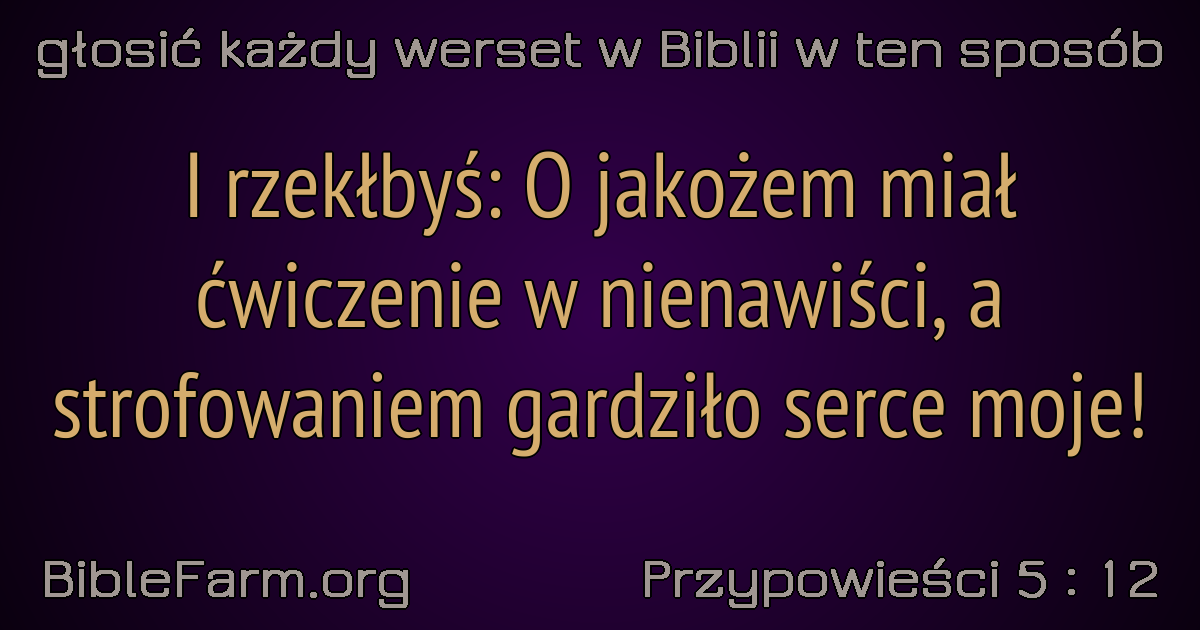 głosić każdy werset w Biblii w ten sposób
I rzekłbyś: O jakożem miał
ćwiczenie w nienawiści, a
strofowaniem gardziło serce moje!
BibleFarm.org
Przypowieści 5 : 12